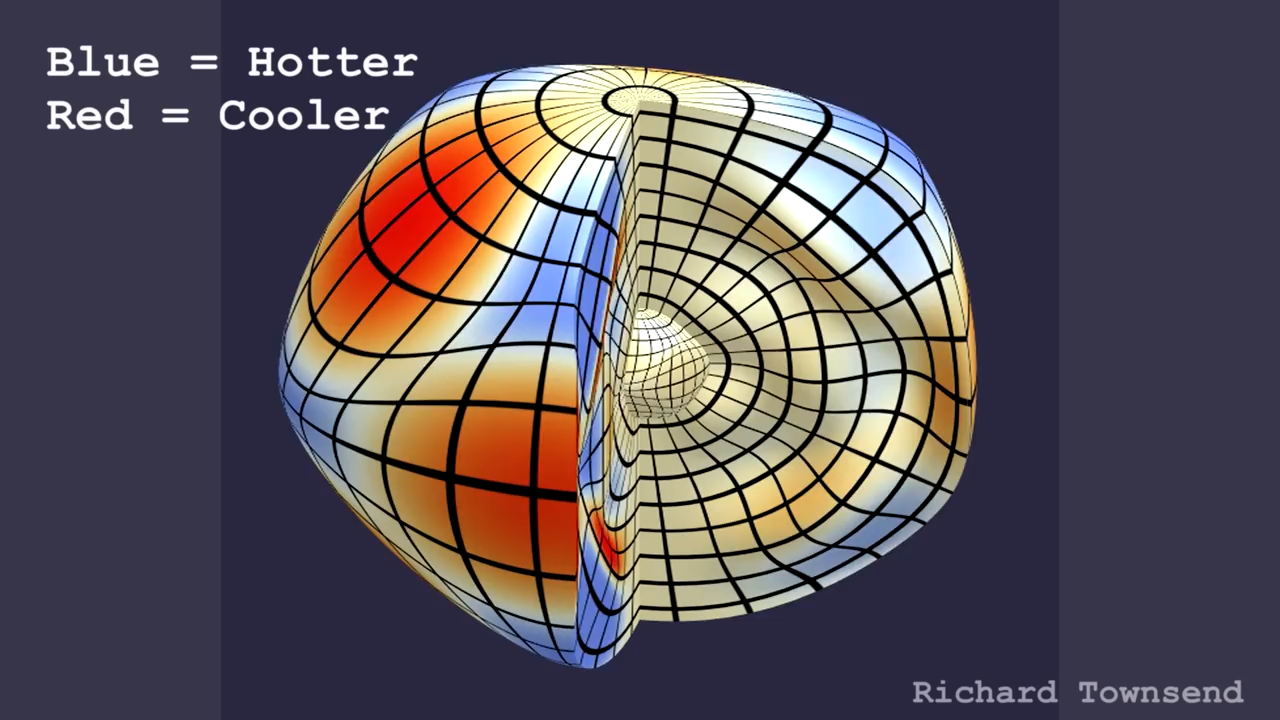 Blue = Hotter
Red = Cooler
Richard Townsend